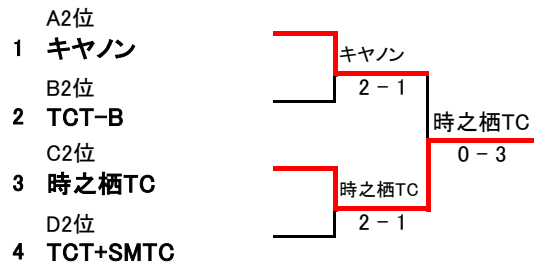 A2位
1 キヤノン
B2位
2 TCT-B
C2位
3 時之栖TC
D2位
4 TCT+SMTC
キヤノン
2 - 1
時之栖TC
2 - 1
時之栖TC
0 - 3